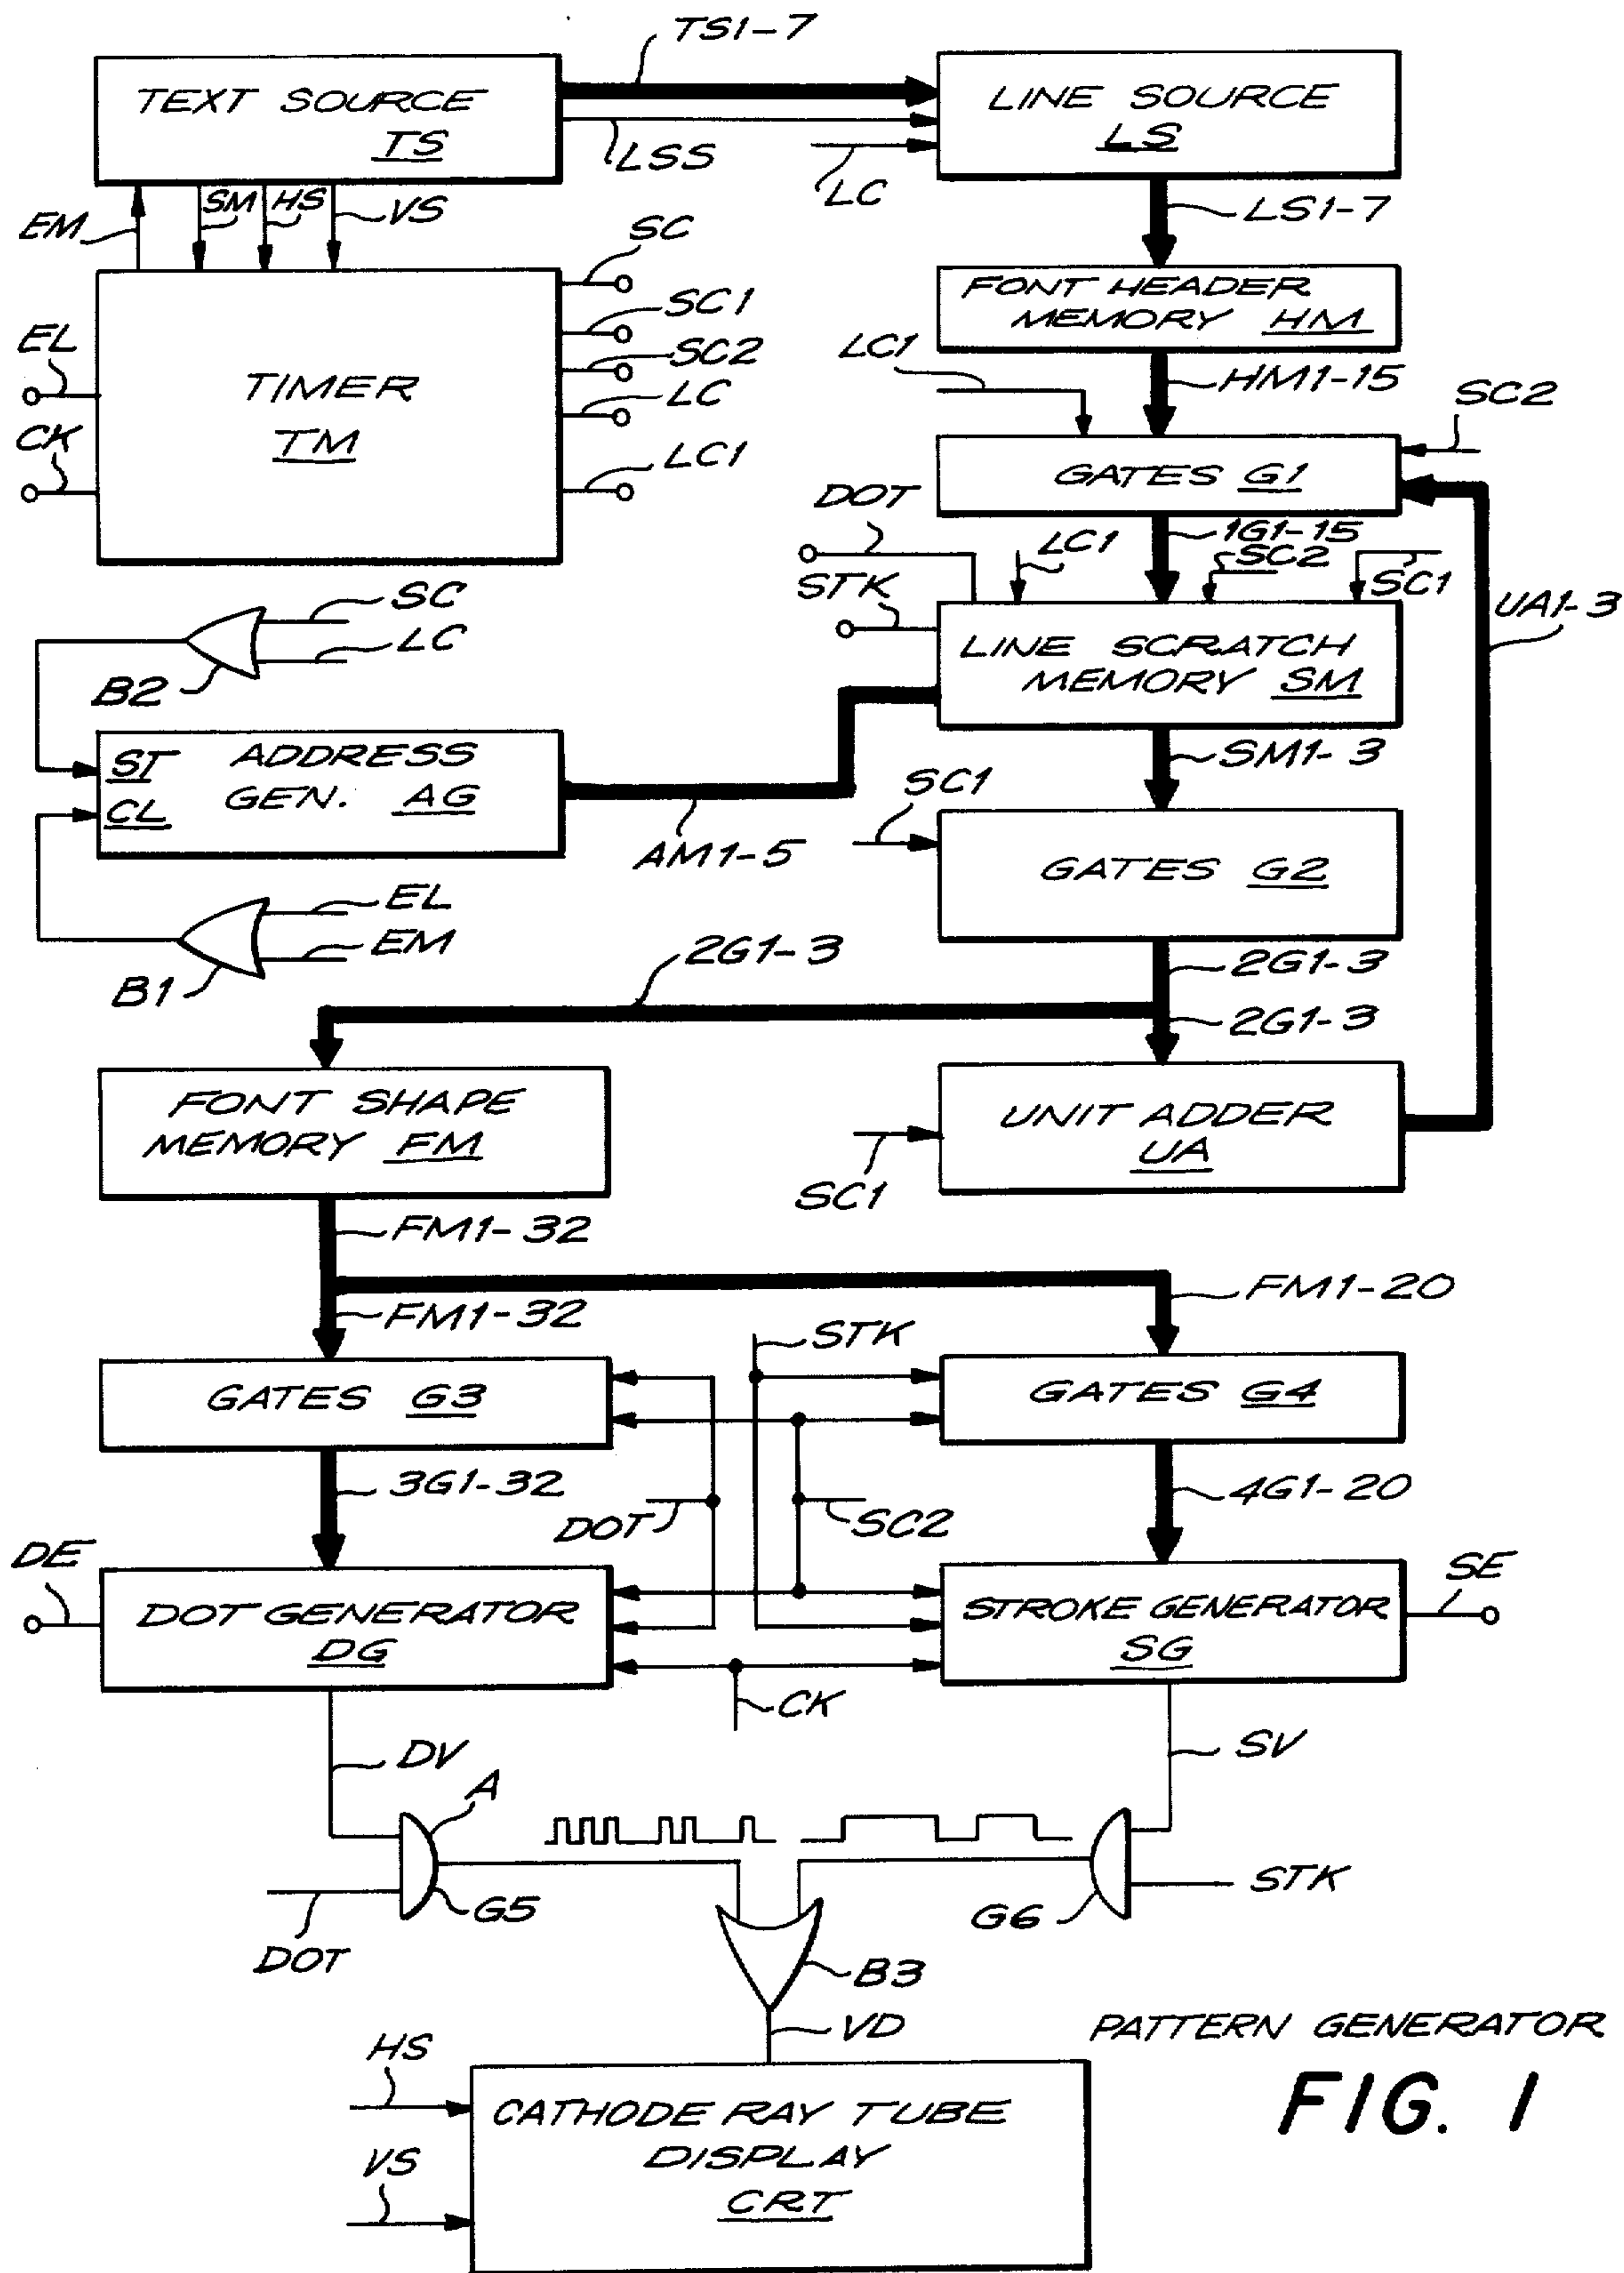 TS1-7
TEXT SOURCE
TS
LINE SOURCE
LS
LSS
LC
EM
SM
HS
VS
LS1-7
SC
SC1
SC2
LC
LC1
EL
CK
TIMER
TM
FONT HEADER
MEMORY HM
LC1
HM1-15
SC2
GATES G1
DOT
STK
1G1-15
LC1
SC2
SC1
UA1-3
SC
LC
B2
LINE SCRATCH
MEMORY SM
ST
ADDRESS
GEN. AG
CL
SM1-3
SC1
AM1-5
GATES G2
EL
EM
B1
2G1-3
2G1-3
2G1-3
FONT SHAPE
MEMORY FM
UNIT ADDER
UA
SC1
FM1-32
FM1-32
FM1-20
STK
GATES G3
GATES G4
3G1-32
4G1-20
DOT
SC2
DE
SE
DOT GENERATOR
DG
STROKE GENERATOR
SG
CK
DV
SV
A
G5
DOT
G6
STK
B3
VD
PATTERN GENERATOR
FIG. 1
HS
VS
CATHODE RAY TUBE
DISPLAY
CRT